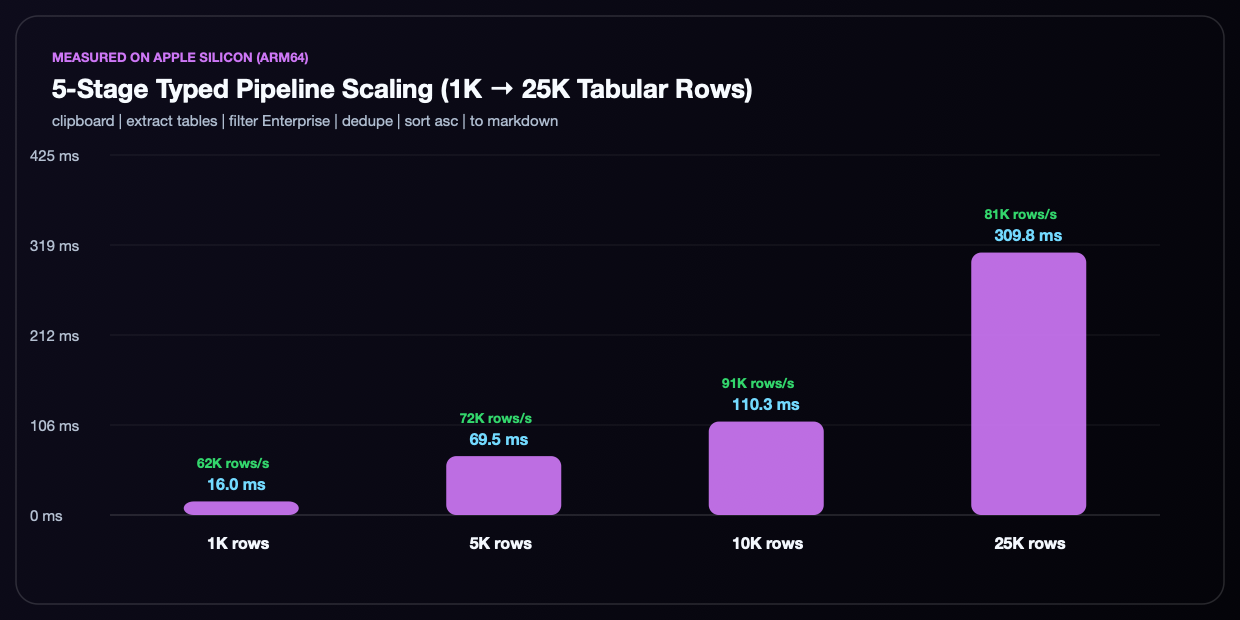 MEASURED ON APPLE SILICON (ARM64)
5-Stage Typed Pipeline Scaling (1K → 25K Tabular Rows)
clipboard | extract tables | filter Enterprise | dedupe | sort asc | to markdown
425 ms
319 ms
212 ms
106 ms
0 ms
62K rows/s
16.0 ms
72K rows/s
69.5 ms
91K rows/s
110.3 ms
81K rows/s
309.8 ms
1K rows
5K rows
10K rows
25K rows